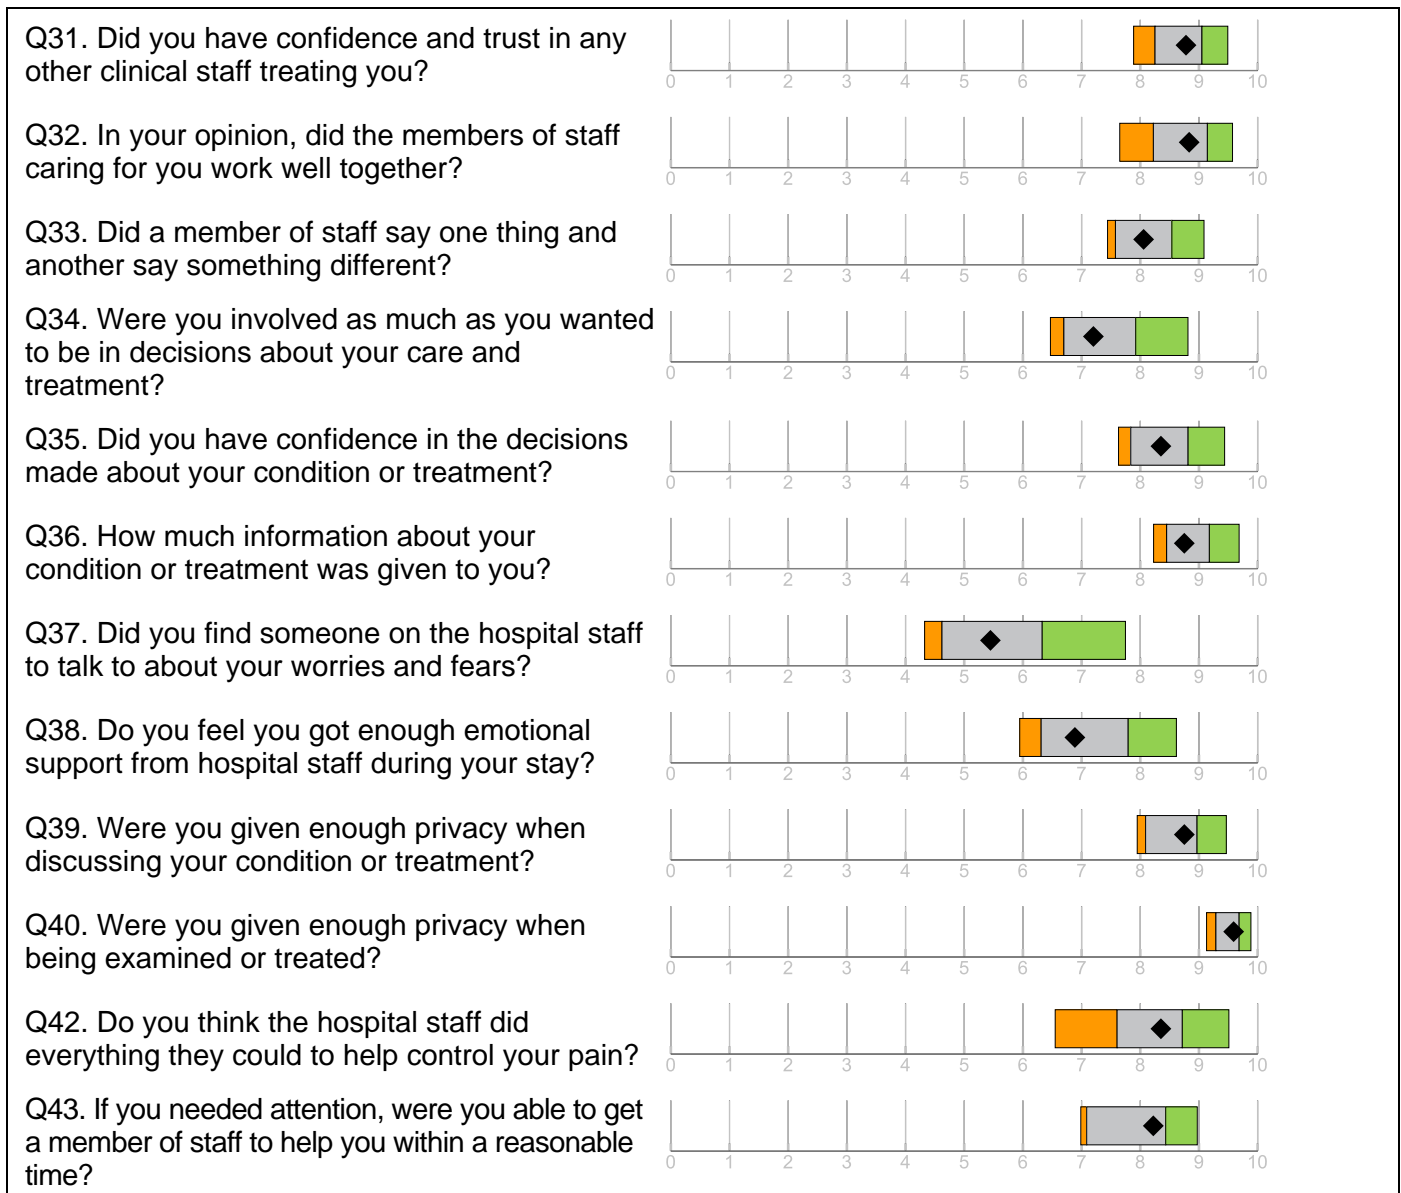 Q31. Did you have confidence and trust in any
other clinical staff treating you?
0 1 2 3 4 5 6 7 8 9 10
Q32. In your opinion, did the members of staff
caring for you work well together?
0 1 2 3 4 5 6 7 8 9 10
Q33. Did a member of staff say one thing and
another say something different?
0 1 2 3 4 5 6 7 8 9 10
Q34. Were you involved as much as you wanted
to be in decisions about your care and
treatment?
0 1 2 3 4 5 6 7 8 9 10
Q35. Did you have confidence in the decisions
made about your condition or treatment?
0 1 2 3 4 5 6 7 8 9 10
Q36. How much information about your
condition or treatment was given to you?
0 1 2 3 4 5 6 7 8 9 10
Q37. Did you find someone on the hospital staff
to talk to about your worries and fears?
0 1 2 3 4 5 6 7 8 9 10
Q38. Do you feel you got enough emotional
support from hospital staff during your stay?
0 1 2 3 4 5 6 7 8 9 10
Q39. Were you given enough privacy when
discussing your condition or treatment?
0 1 2 3 4 5 6 7 8 9 10
Q40. Were you given enough privacy when
being examined or treated?
0 1 2 3 4 5 6 7 8 9 10
Q42. Do you think the hospital staff did
everything they could to help control your pain?
0 1 2 3 4 5 6 7 8 9 10
Q43. If you needed attention, were you able to get
a member of staff to help you within a reasonable
time?
0 1 2 3 4 5 6 7 8 9 10